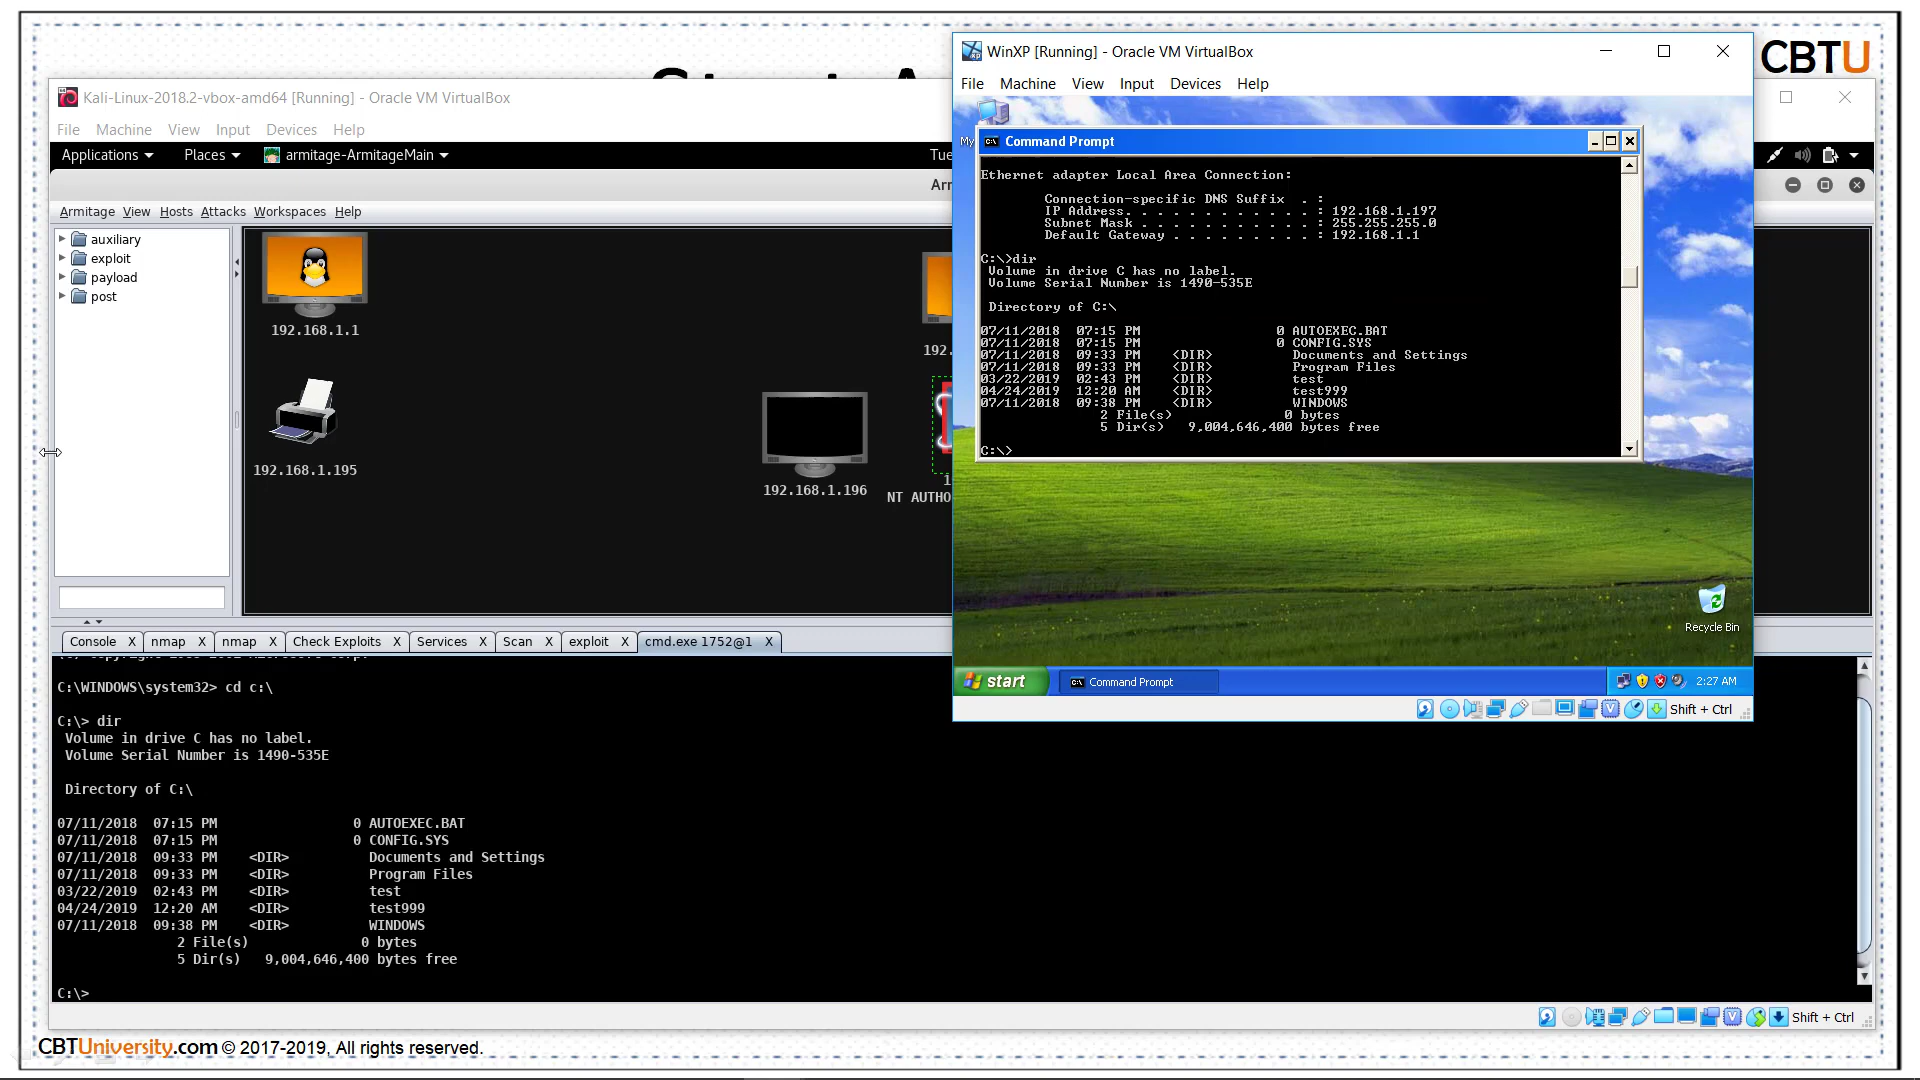 CBTU
WinXP [Running] - Oracle VM VirtualBox
File Machine View Input Devices Help
Kali-Linux-2018.2-vbox-amd64 [Running] - Oracle VM VirtualBox
File Machine View Input Devices Help
Applications Places armitage-ArmitageMain Tue
Arm
Armitage View Hosts Attacks Workspaces Help
auxiliary
exploit
payload
post
192.168.1.1
192.168.1.195
192.168.1.196
192.
1
NT AUTHO
My
Command Prompt
Ethernet adapter Local Area Connection:
Connection-specific DNS Suffix . :
IP Address. . . . . . . . . . . . : 192.168.1.197
Subnet Mask . . . . . . . . . . . : 255.255.255.0
Default Gateway . . . . . . . . . : 192.168.1.1
C:\>dir
Volume in drive C has no label.
Volume Serial Number is 1490-535E
Directory of C:\
07/11/2018 07:15 PM 0 AUTOEXEC.BAT
07/11/2018 07:15 PM 0 CONFIG.SYS
07/11/2018 09:33 PM <DIR> Documents and Settings
07/11/2018 09:33 PM <DIR> Program Files
03/22/2019 02:43 PM <DIR> test
04/24/2019 12:20 AM <DIR> test999
07/11/2018 09:38 PM <DIR> WINDOWS
2 File(s) 0 bytes
5 Dir(s) 9,004,646,400 bytes free
C:\>
Recycle Bin
start Command Prompt 2:27 AM
Shift + Ctrl
Console X nmap X nmap X Check Exploits X Services X Scan X exploit X cmd.exe 1752@1 X
C:\WINDOWS\system32> cd c:\
C:\> dir
Volume in drive C has no label.
Volume Serial Number is 1490-535E
Directory of C:\
07/11/2018 07:15 PM 0 AUTOEXEC.BAT
07/11/2018 07:15 PM 0 CONFIG.SYS
07/11/2018 09:33 PM <DIR> Documents and Settings
07/11/2018 09:33 PM <DIR> Program Files
03/22/2019 02:43 PM <DIR> test
04/24/2019 12:20 AM <DIR> test999
07/11/2018 09:38 PM <DIR> WINDOWS
2 File(s) 0 bytes
5 Dir(s) 9,004,646,400 bytes free
C:\>
Shift + Ctrl
CBTUniversity.com © 2017-2019, All rights reserved.